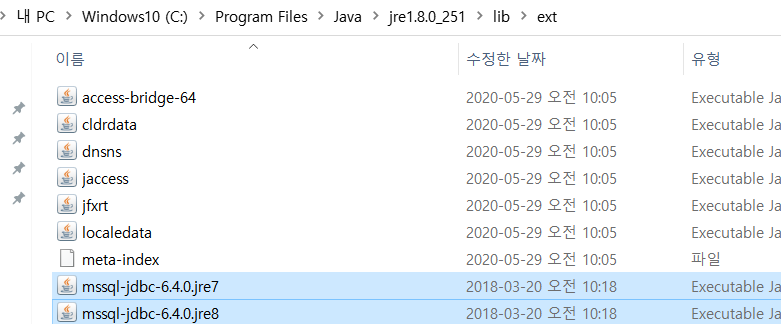 내 PC > Windows10 (C:) > Program Files > Java > jre1.8.0_251 > lib > ext
이름 수정한 날짜 유형
access-bridge-64 2020-05-29 오전 10:05 Executable Ja
cldrdata 2020-05-29 오전 10:05 Executable Ja
dnsns 2020-05-29 오전 10:05 Executable Ja
jaccess 2020-05-29 오전 10:05 Executable Ja
jfxrt 2020-05-29 오전 10:05 Executable Ja
localedata 2020-05-29 오전 10:05 Executable Ja
meta-index 2020-05-29 오전 10:05 파일
mssql-jdbc-6.4.0.jre7 2018-03-20 오전 10:18 Executable Ja
mssql-jdbc-6.4.0.jre8 2018-03-20 오전 10:18 Executable Ja